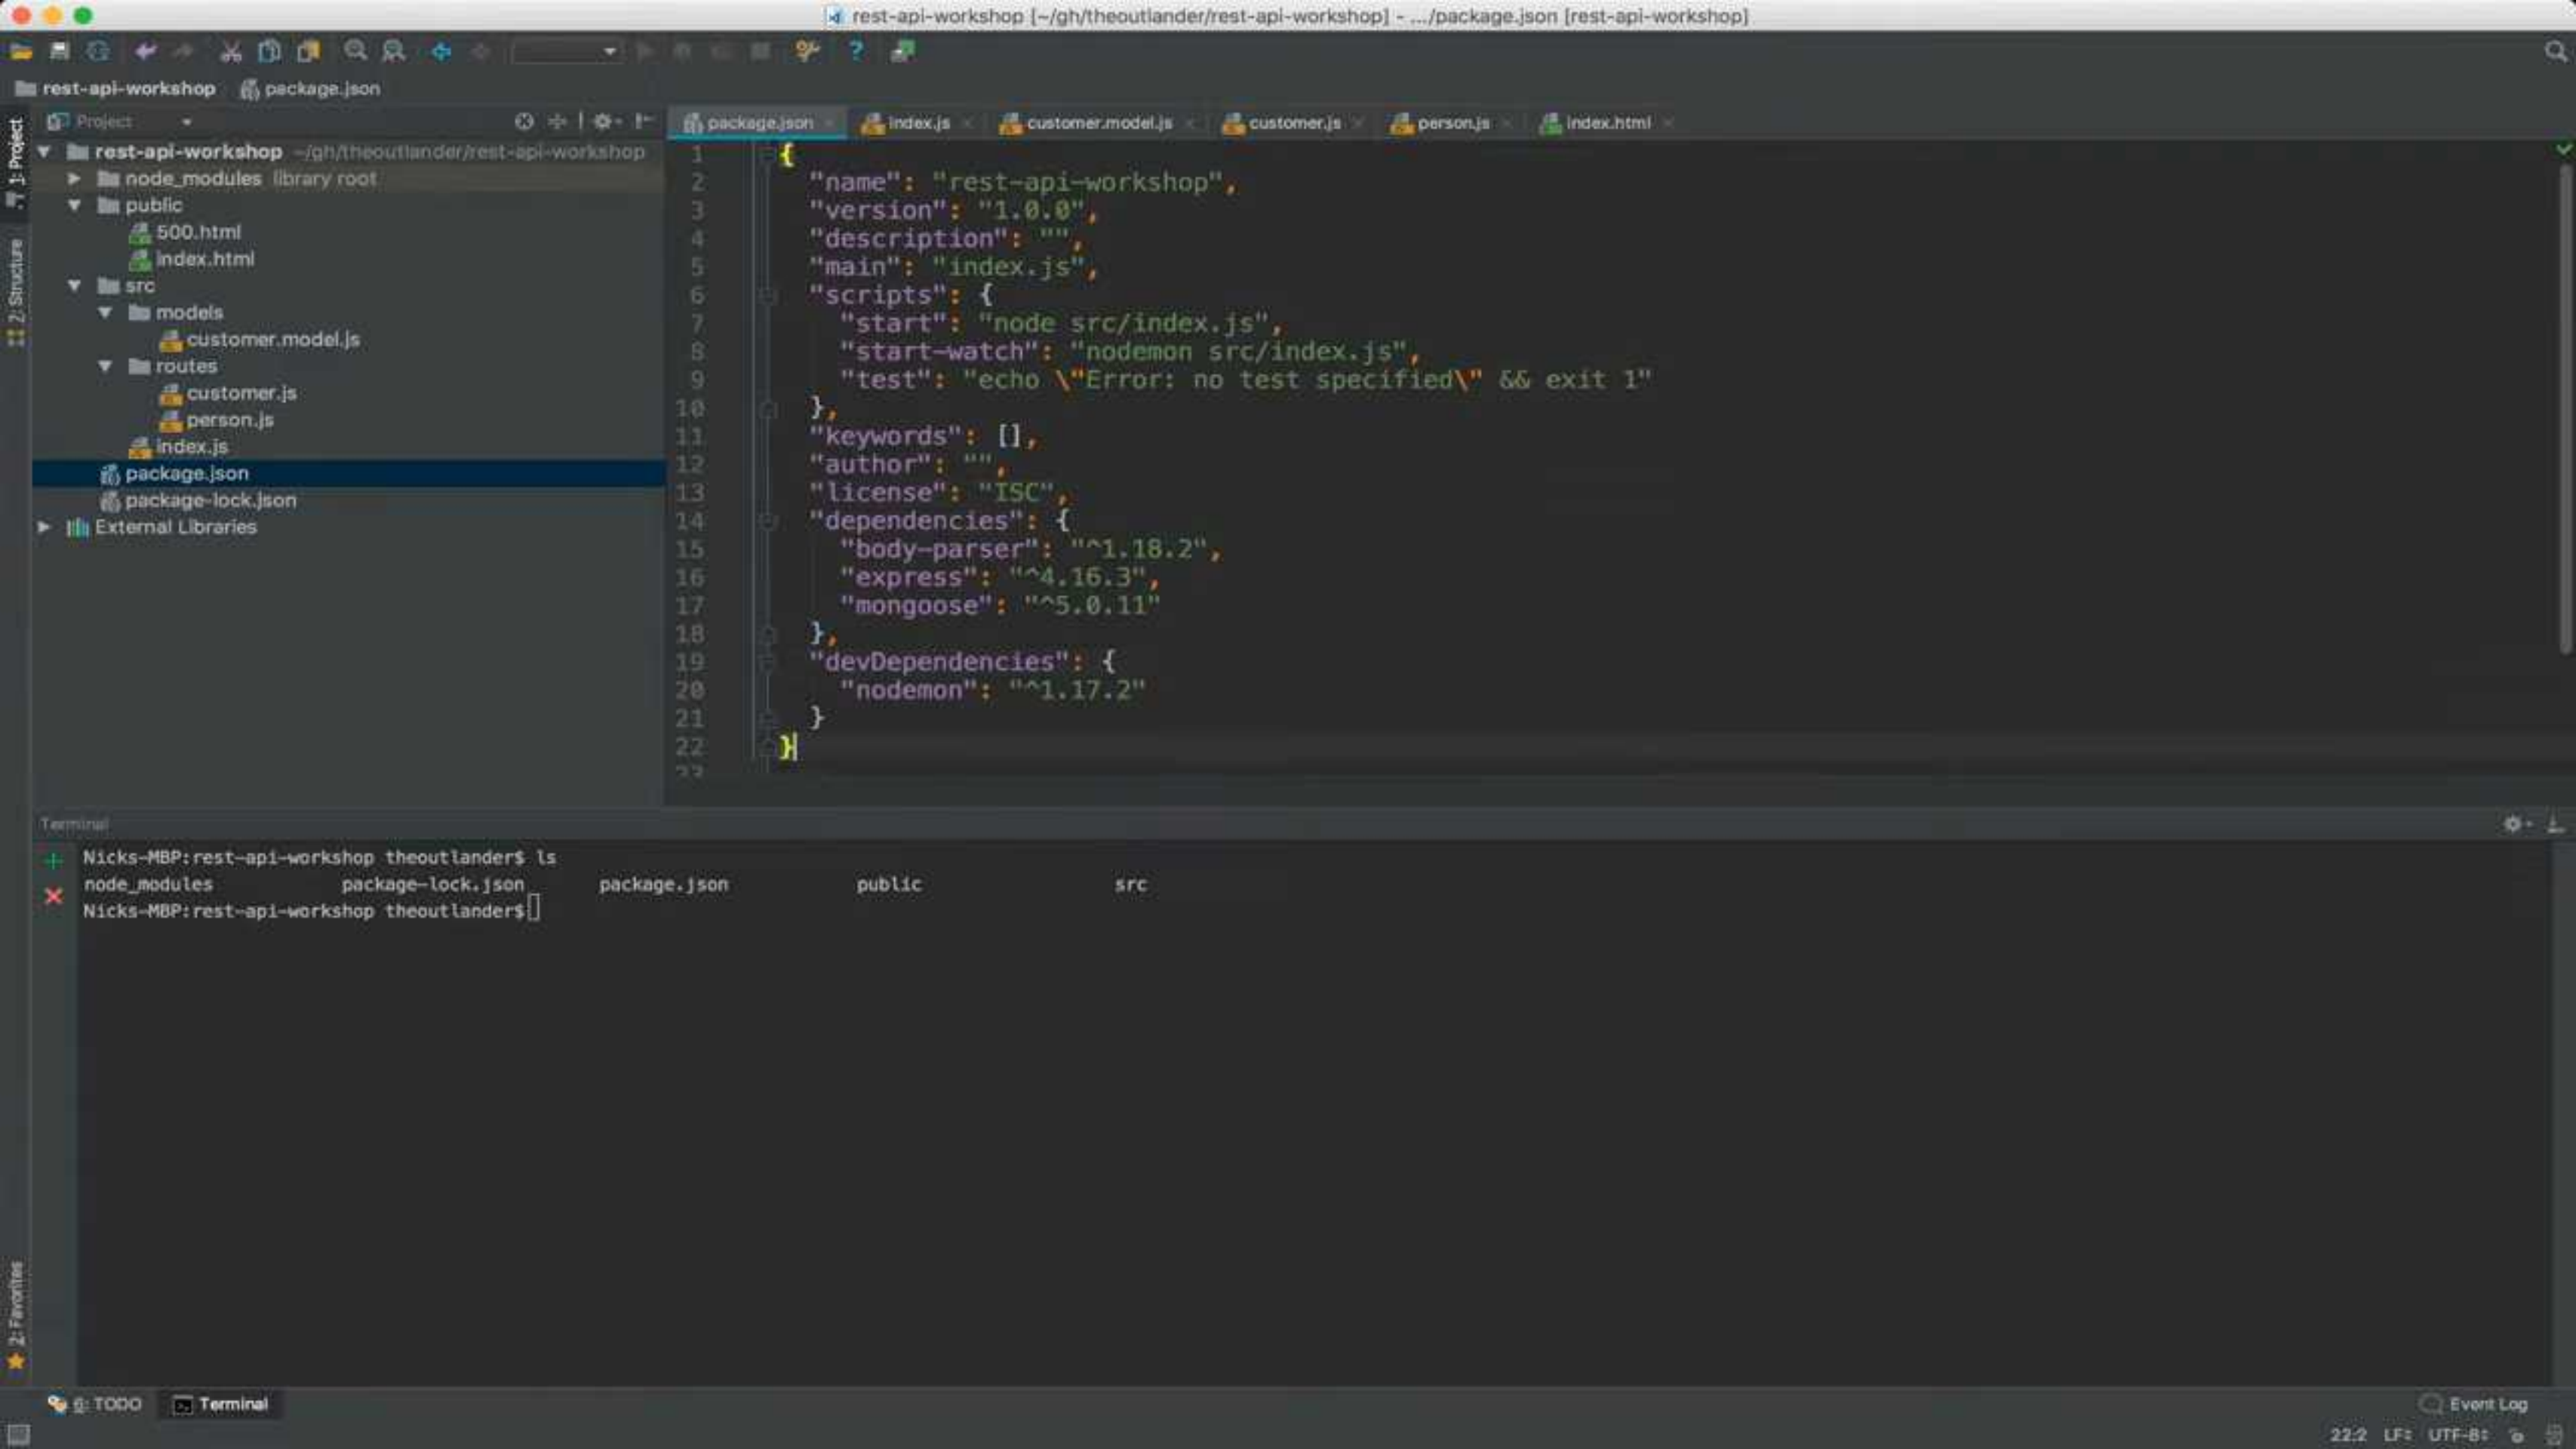 rest-api-workshop [~/gh/theoutlander/rest-api-workshop] - .../package.json [rest-api-workshop]
rest-api-workshop package.json
Project
package.json index.js customer.model.js customer.js person.js index.html
1: Project
2: Structure
2: Favorites
rest-api-workshop ~/gh/theoutlander/rest-api-workshop
node_modules library root
public
500.html
index.html
src
models
customer.model.js
routes
customer.js
person.js
index.js
package.json
package-lock.json
External Libraries
1 {
2 "name": "rest-api-workshop",
3 "version": "1.0.0",
4 "description": "",
5 "main": "index.js",
6 "scripts": {
7 "start": "node src/index.js",
8 "start-watch": "nodemon src/index.js",
9 "test": "echo \"Error: no test specified\" && exit 1"
10 },
11 "keywords": [],
12 "author": "",
13 "license": "ISC",
14 "dependencies": {
15 "body-parser": "^1.18.2",
16 "express": "^4.16.3",
17 "mongoose": "^5.0.11"
18 },
19 "devDependencies": {
20 "nodemon": "^1.17.2"
21 }
22 }
23
Terminal
Nicks-MBP:rest-api-workshop theoutlander$ ls
node_modules package-lock.json package.json public src
Nicks-MBP:rest-api-workshop theoutlander$
6: TODO Terminal Event Log
22:2 LF UTF-8